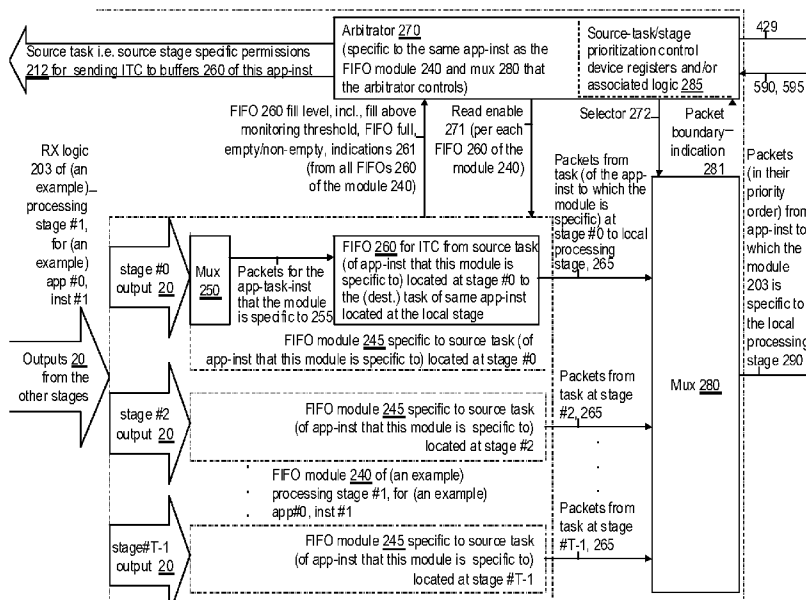 Arbitrator 270
(specific to the same app-inst as the
FIFO module 240 and mux 280 that
the arbitrator controls)
Source-task/stage
prioritization control
device registers and/or
associated logic 285
429
590, 595
Source task i.e. source stage specific permissions
212 for sending ITC to buffers 260 of this app-inst
FIFO 260 fill level, incl., fill above
monitoring threshold, FIFO full,
empty/non-empty, indications 261
(from all FIFOs 260
of the module 240)
Read enable
271 (per each
FIFO 260 of the
module 240)
Selector 272
Packet
boundary
indication
281
Packets
(in their
priority
order) from
app-inst to
which the
module
203 is
specific to
the local
processing
stage 290
RX logic
203 of (an
example)
processing
stage #1,
for (an
example)
app #0,
inst #1
Packets from
task (of the app-
inst to which the
module is
specific) at
stage #0 to local
processing
stage, 265
stage #0
output 20
Mux
250
Packets for the
app-task-inst
that the module
is specific to 255
FIFO 260 for ITC from source task
(of app-inst that this module is
specific to) located at stage #0 to
the (dest.) task of same app-inst
located at the local stage
FIFO module 245 specific to source task (of
app-inst that this module is specific to) located at stage #0
Outputs 20
from the
other stages
Mux 280
stage #2
output 20
FIFO module 245 specific to source task
(of app-inst that this module is specific to)
located at stage #2
Packets from
task at stage
#2, 265
FIFO module 240 of (an example)
processing stage #1, for (an example)
app#0, inst #1
stage#T-1
output 20
FIFO module 245 specific to source task
(of app-inst that this module is specific to)
located at stage #T-1
Packets from
task at stage
#T-1, 265